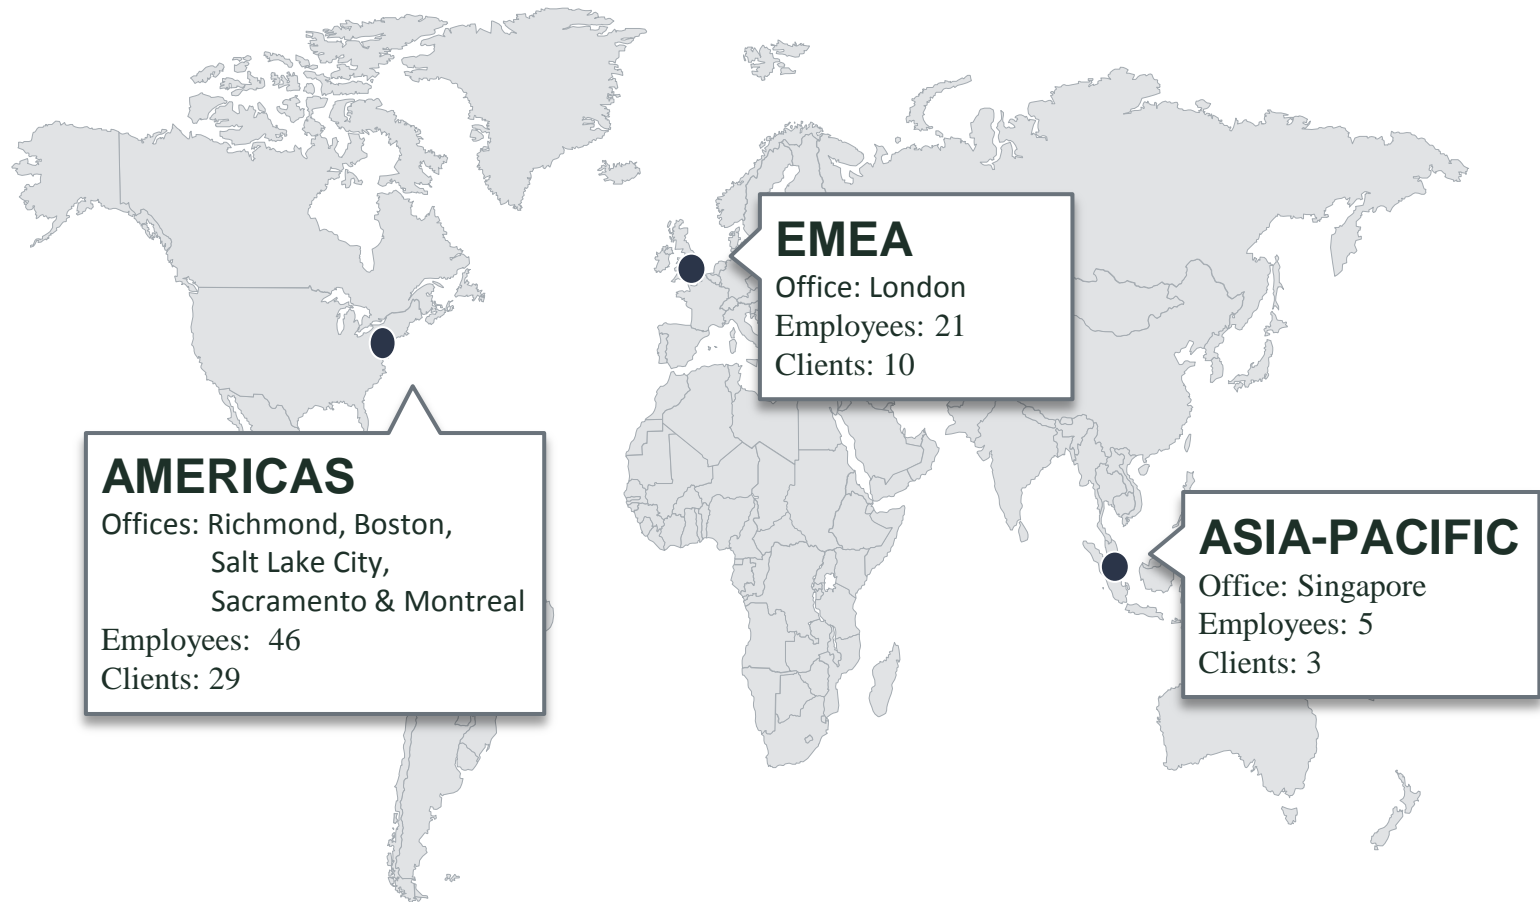 EMEA
Office: London
Employees: 21
Clients: 10
AMERICAS
Offices: Richmond, Boston,
Salt Lake City,
Sacramento & Montreal
Employees: 46
Clients: 29
ASIA-PACIFIC
Office: Singapore
Employees: 5
Clients: 3